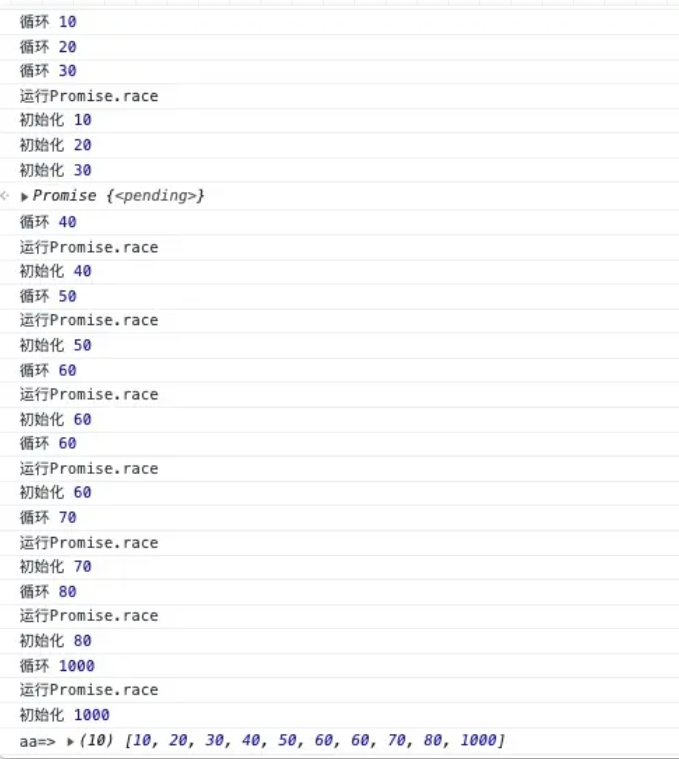 循环 10
循环 20
循环 30
运行Promise.race
初始化 10
初始化 20
初始化 30
Promise {<pending>}
循环 40
运行Promise.race
初始化 40
循环 50
运行Promise.race
初始化 50
循环 60
运行Promise.race
初始化 60
循环 60
运行Promise.race
初始化 60
循环 70
运行Promise.race
初始化 70
循环 80
运行Promise.race
初始化 80
循环 1000
运行Promise.race
初始化 1000
aa=> (10) [10, 20, 30, 40, 50, 60, 60, 70, 80, 1000]